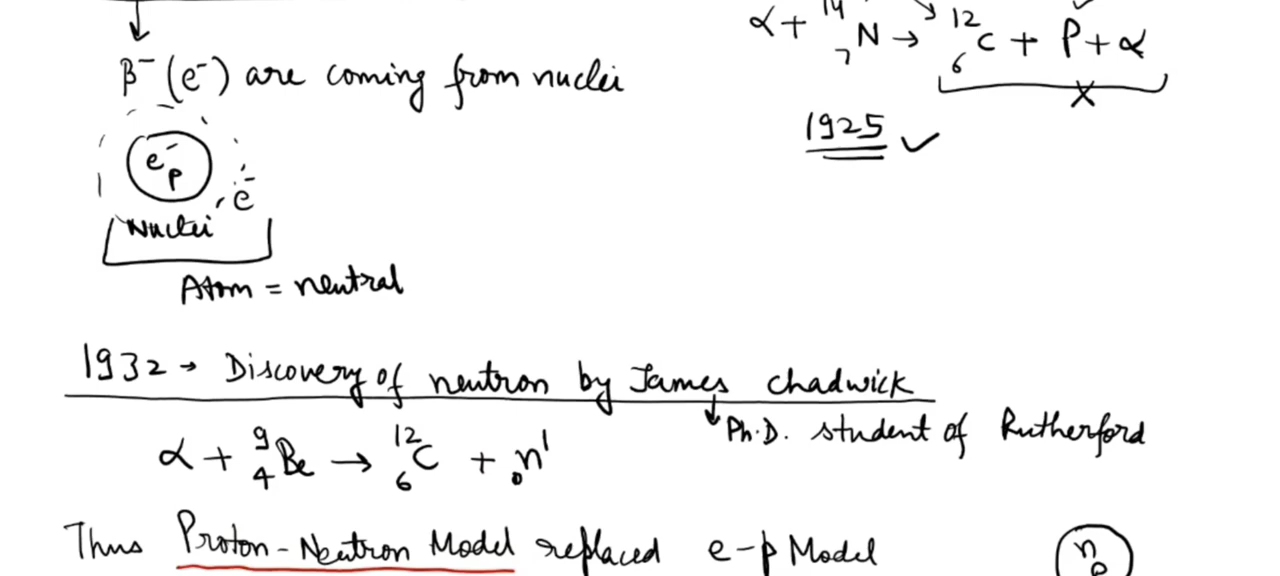 α + ¹⁴₇N → ¹²₆C + P + α
β⁻ (e⁻) are coming from nuclei
1925 ✓
e⁻
p
e⁻
Nuclei
Atom = neutral
1932 → Discovery of neutron by James chadwick
Ph.D. student of Rutherford
α + ⁹₄Be → ¹²₆C + ₀n¹
Thus Proton-Neutron Model replaced e-p Model
n
p